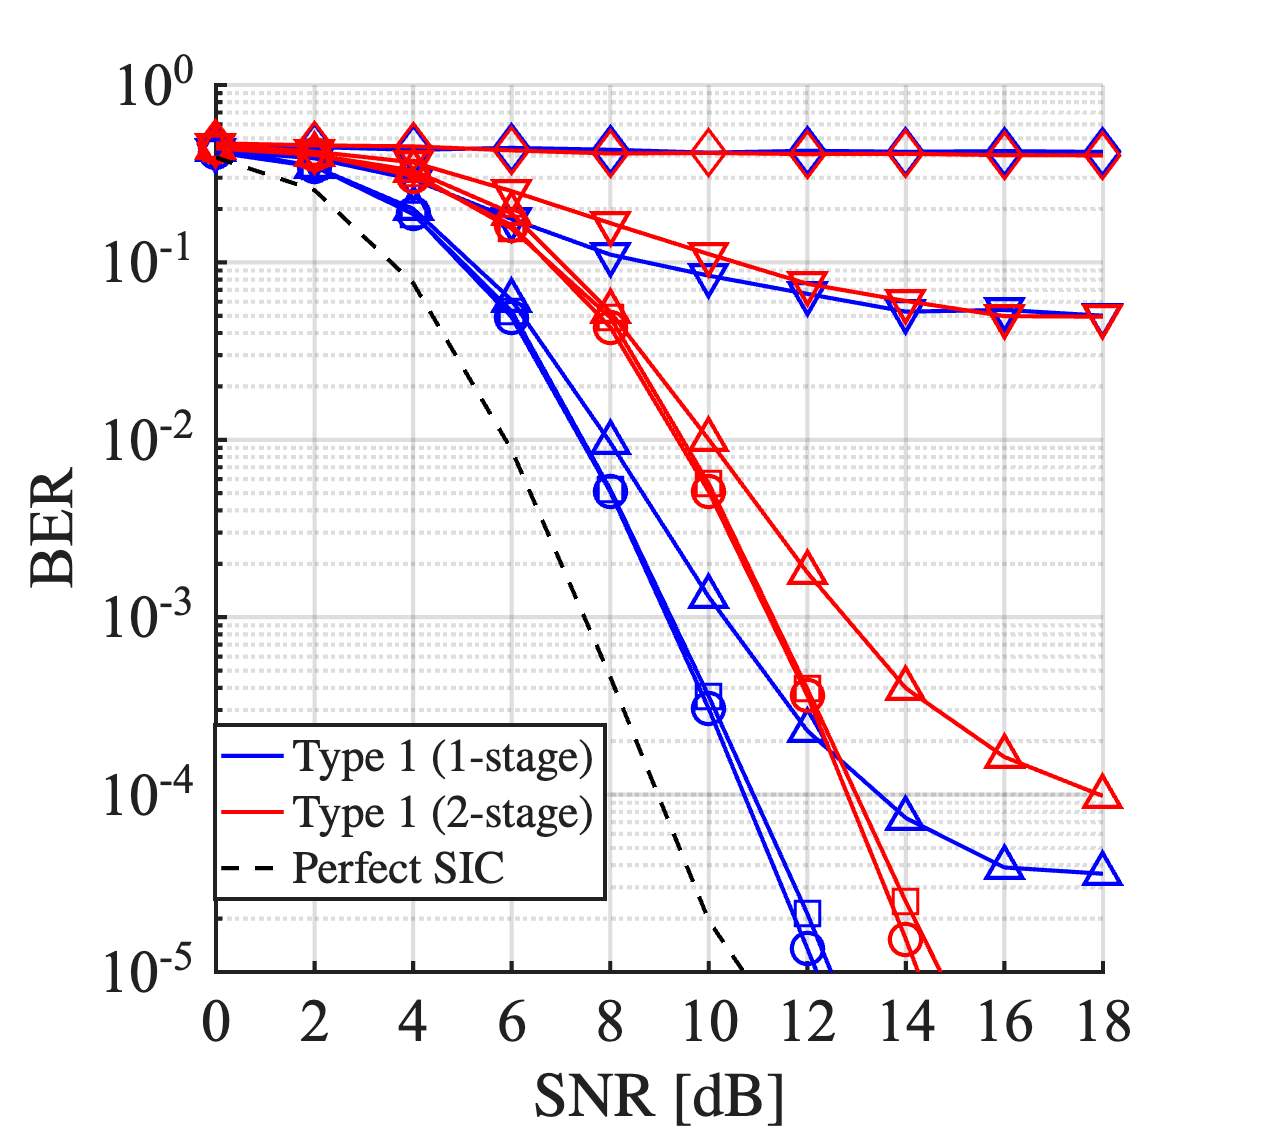 10^0
10^-1
10^-2
10^-3
10^-4
10^-5
BER
Type 1 (1-stage)
Type 1 (2-stage)
Perfect SIC
0 2 4 6 8 10 12 14 16 18
SNR [dB]